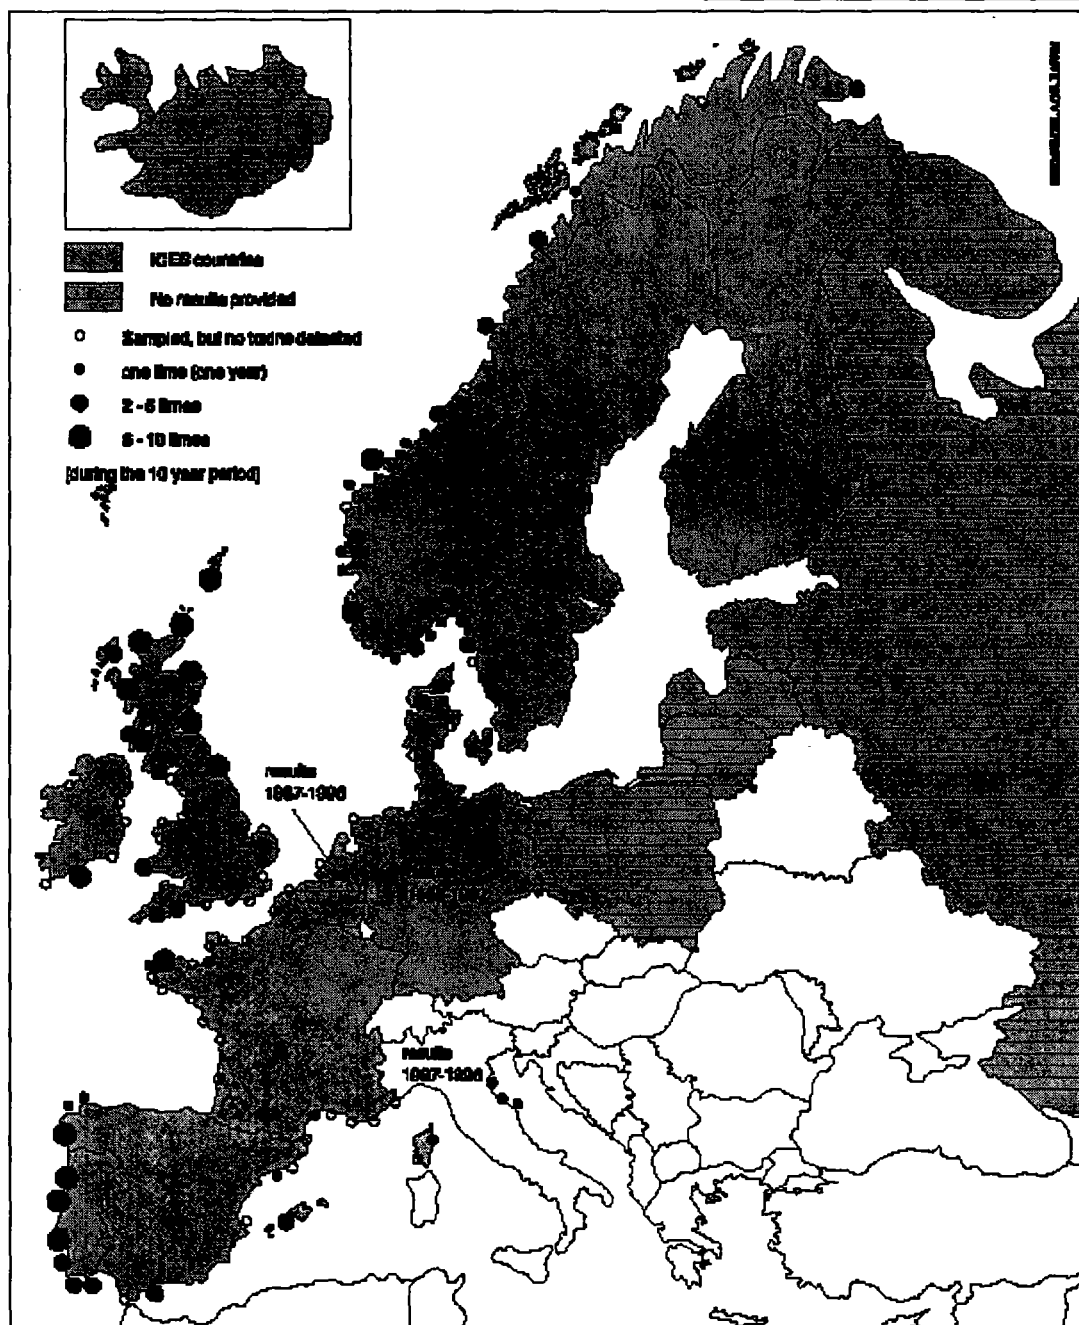 ICES countries
No results provided
Sampled, but no toxins detected
one time (one year)
2 - 5 times
6 - 10 times
[during the 10 year period]
results
1987-1996
results
1987-1996